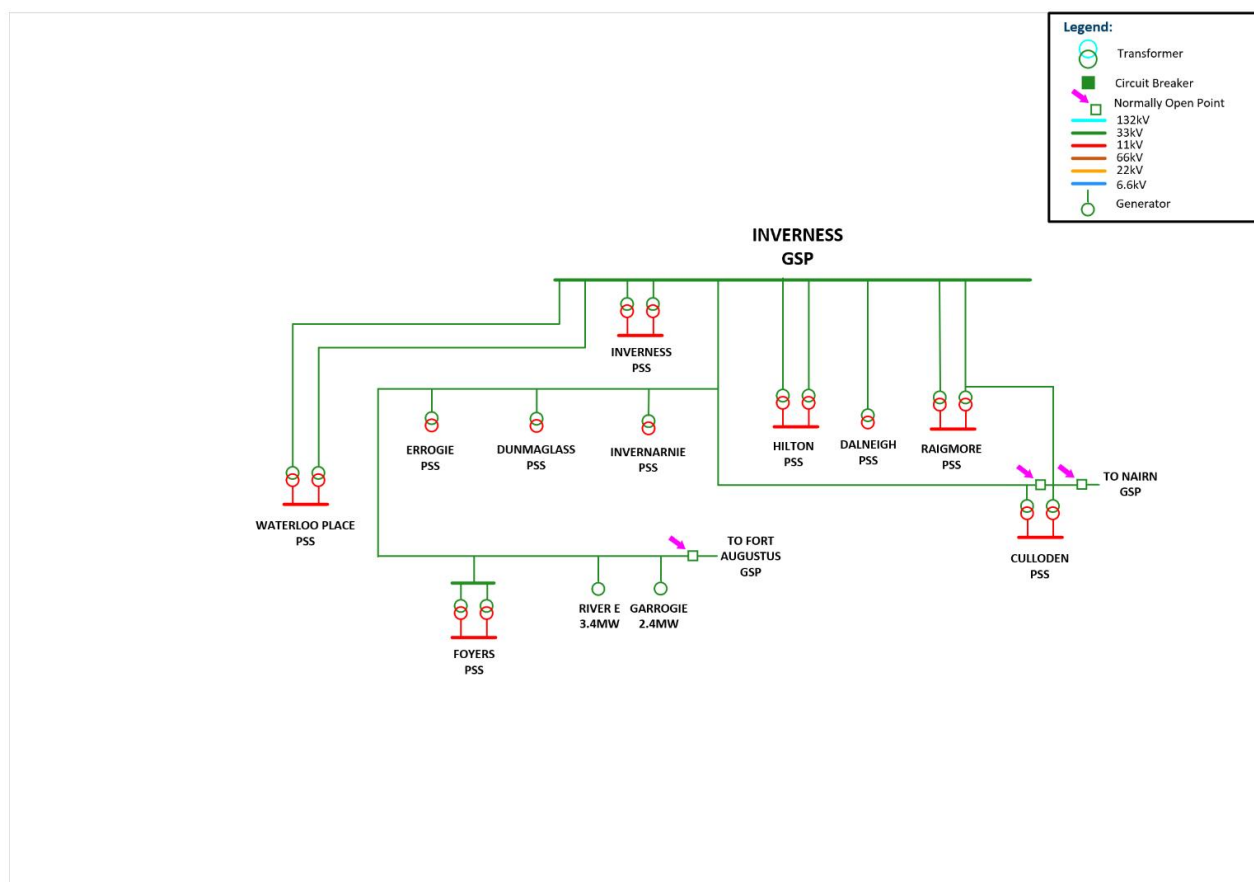 Legend:
Transformer
Circuit Breaker
Normally Open Point
132kV
33kV
11kV
66kV
22kV
6.6kV
Generator
INVERNESS
GSP
INVERNESS
PSS
ERROGIE
PSS
DUNMAGLASS
PSS
INVERNARNIE
PSS
HILTON
PSS
DALNEIGH
PSS
RAIGMORE
PSS
TO NAIRN
GSP
WATERLOO PLACE
PSS
TO FORT
AUGUSTUS
GSP
CULLODEN
PSS
RIVER E
3.4MW
GARROGIE
2.4MW
FOYERS
PSS